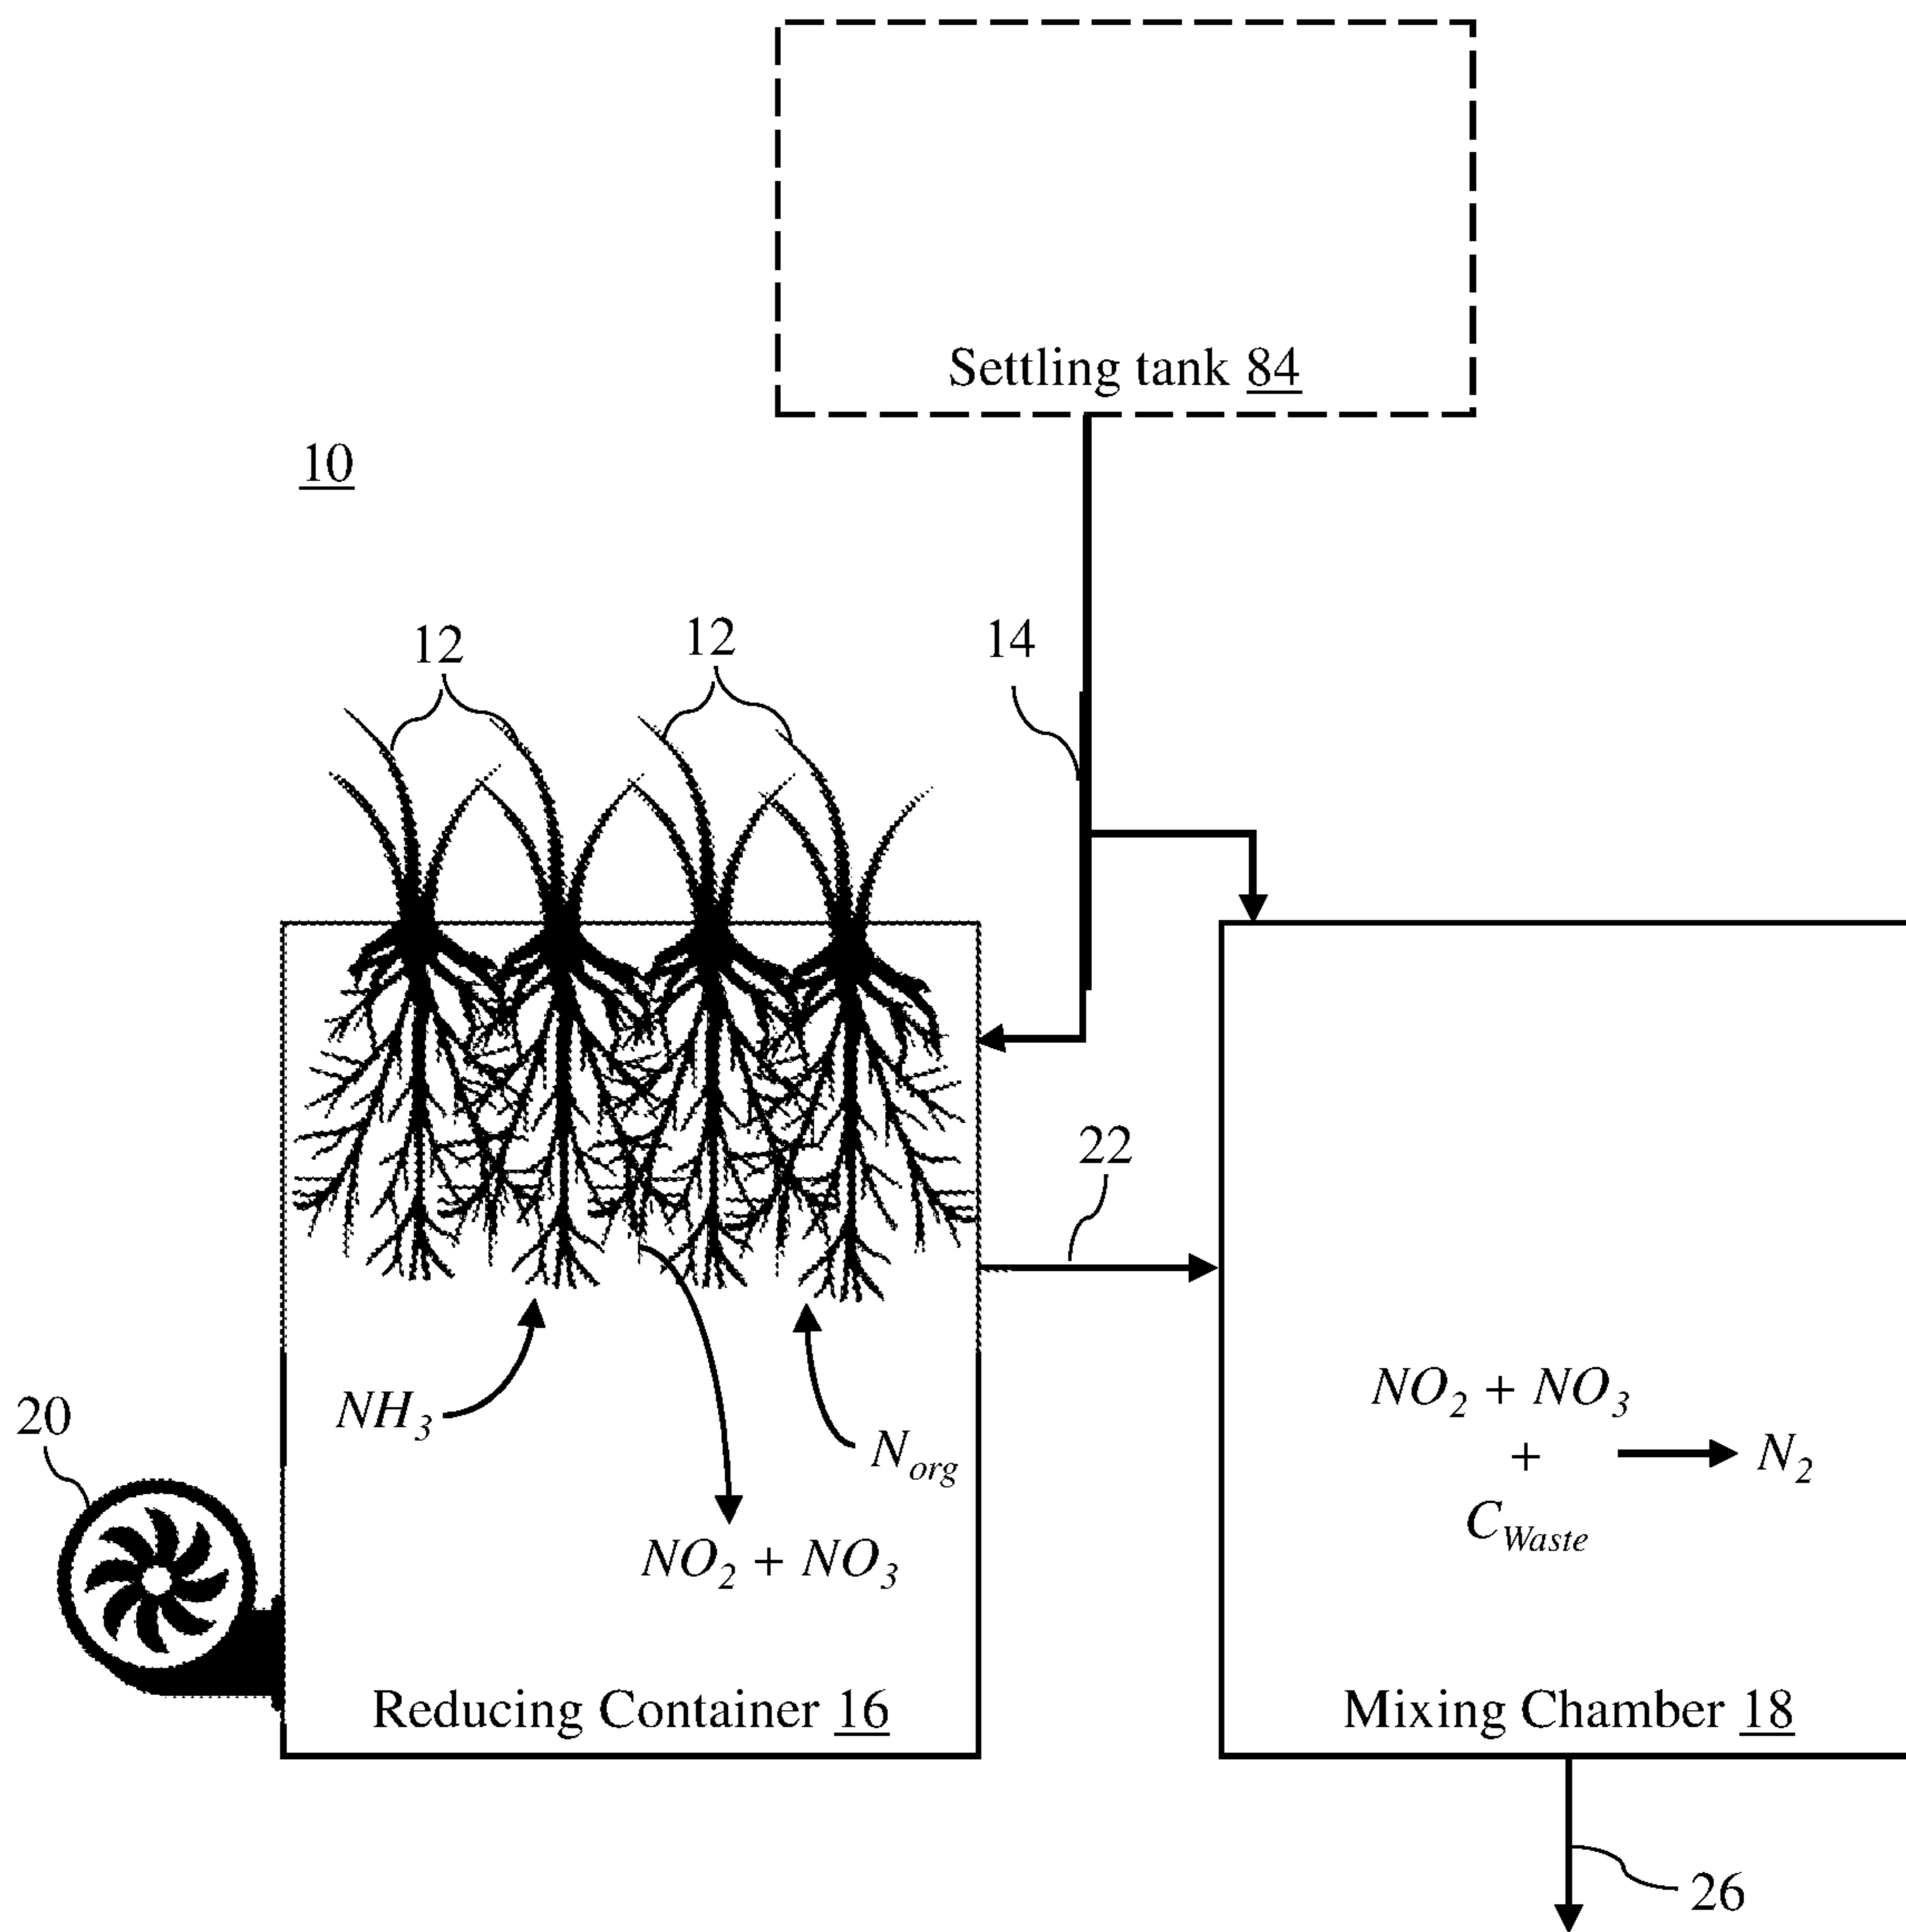 Settling tank 84
10
12
12
14
22
NH3
Norg
NO2 + NO3
20
Reducing Container 16
NO2 + NO3
+
N2
CWaste
Mixing Chamber 18
26